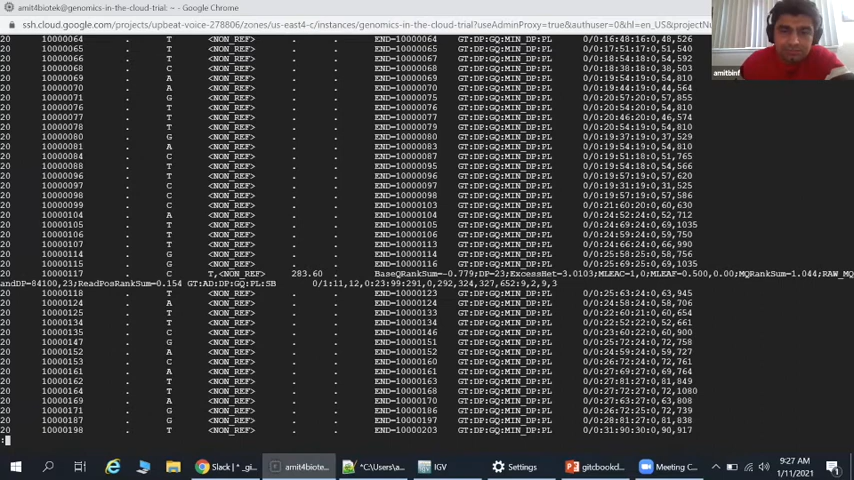 amit4biotek@genomics-in-the-cloud-trial: ~ - Google Chrome
ssh.cloud.google.com/projects/upbeat-voice-278806/zones/us-east4-c/instances/genomics-in-the-cloud-trial?useAdminProxy=true&authuser=0&hl=en_US&projectNu
20 10000064 . T <NON_REF> . . END=10000064 GT:DP:GQ:MIN_DP:PL 0/0:16:48:16:0,48,526
20 10000065 . T <NON_REF> . . END=10000065 GT:DP:GQ:MIN_DP:PL 0/0:17:51:17:0,51,540
20 10000066 . T <NON_REF> . . END=10000067 GT:DP:GQ:MIN_DP:PL 0/0:18:54:18:0,54,592
20 10000068 . C <NON_REF> . . END=10000068 GT:DP:GQ:MIN_DP:PL 0/0:18:38:18:0,38,503
20 10000069 . A <NON_REF> . . END=10000069 GT:DP:GQ:MIN_DP:PL 0/0:19:54:19:0,54,810
20 10000070 . A <NON_REF> . . END=10000070 GT:DP:GQ:MIN_DP:PL 0/0:19:44:19:0,44,564
20 10000071 . G <NON_REF> . . END=10000075 GT:DP:GQ:MIN_DP:PL 0/0:20:57:20:0,57,855
20 10000076 . T <NON_REF> . . END=10000076 GT:DP:GQ:MIN_DP:PL 0/0:20:54:20:0,54,810
20 10000077 . T <NON_REF> . . END=10000077 GT:DP:GQ:MIN_DP:PL 0/0:20:46:20:0,46,574
20 10000078 . T <NON_REF> . . END=10000079 GT:DP:GQ:MIN_DP:PL 0/0:20:54:19:0,54,810
20 10000080 . G <NON_REF> . . END=10000080 GT:DP:GQ:MIN_DP:PL 0/0:19:37:19:0,37,529
20 10000081 . A <NON_REF> . . END=10000083 GT:DP:GQ:MIN_DP:PL 0/0:19:54:19:0,54,810
20 10000084 . C <NON_REF> . . END=10000087 GT:DP:GQ:MIN_DP:PL 0/0:19:51:18:0,51,765
20 10000088 . T <NON_REF> . . END=10000095 GT:DP:GQ:MIN_DP:PL 0/0:19:54:18:0,54,566
20 10000096 . T <NON_REF> . . END=10000096 GT:DP:GQ:MIN_DP:PL 0/0:19:57:19:0,57,620
20 10000097 . C <NON_REF> . . END=10000097 GT:DP:GQ:MIN_DP:PL 0/0:19:31:19:0,31,525
20 10000098 . C <NON_REF> . . END=10000098 GT:DP:GQ:MIN_DP:PL 0/0:19:57:19:0,57,586
20 10000099 . C <NON_REF> . . END=10000103 GT:DP:GQ:MIN_DP:PL 0/0:21:60:20:0,60,630
20 10000104 . A <NON_REF> . . END=10000104 GT:DP:GQ:MIN_DP:PL 0/0:24:52:24:0,52,712
20 10000105 . T <NON_REF> . . END=10000105 GT:DP:GQ:MIN_DP:PL 0/0:24:69:24:0,69,1035
20 10000106 . T <NON_REF> . . END=10000106 GT:DP:GQ:MIN_DP:PL 0/0:24:59:24:0,59,750
20 10000107 . T <NON_REF> . . END=10000113 GT:DP:GQ:MIN_DP:PL 0/0:24:66:24:0,66,990
20 10000114 . G <NON_REF> . . END=10000114 GT:DP:GQ:MIN_DP:PL 0/0:25:58:25:0,58,756
20 10000115 . G <NON_REF> . . END=10000116 GT:DP:GQ:MIN_DP:PL 0/0:24:69:24:0,69,1035
20 10000117 . C T,<NON_REF> 283.60 . BaseQRankSum=-0.779;DP=23;ExcessHet=3.0103;MLEAC=1,0;MLEAF=0.500,0.00;MQRankSum=1.044;RAW_MQ
andDP=84100,23;ReadPosRankSum=0.154 GT:AD:DP:GQ:PL:SB 0/1:11,12,0:23:99:291,0,292,324,327,652:9,2,9,3
20 10000118 . T <NON_REF> . . END=10000123 GT:DP:GQ:MIN_DP:PL 0/0:25:63:24:0,63,945
20 10000124 . A <NON_REF> . . END=10000124 GT:DP:GQ:MIN_DP:PL 0/0:24:58:24:0,58,706
20 10000125 . T <NON_REF> . . END=10000133 GT:DP:GQ:MIN_DP:PL 0/0:22:60:21:0,60,654
20 10000134 . T <NON_REF> . . END=10000134 GT:DP:GQ:MIN_DP:PL 0/0:22:52:22:0,52,661
20 10000135 . C <NON_REF> . . END=10000146 GT:DP:GQ:MIN_DP:PL 0/0:23:60:22:0,60,900
20 10000147 . G <NON_REF> . . END=10000151 GT:DP:GQ:MIN_DP:PL 0/0:25:72:24:0,72,758
20 10000152 . A <NON_REF> . . END=10000152 GT:DP:GQ:MIN_DP:PL 0/0:24:59:24:0,59,727
20 10000153 . C <NON_REF> . . END=10000160 GT:DP:GQ:MIN_DP:PL 0/0:26:72:24:0,72,761
20 10000161 . A <NON_REF> . . END=10000161 GT:DP:GQ:MIN_DP:PL 0/0:27:69:27:0,69,764
20 10000162 . T <NON_REF> . . END=10000163 GT:DP:GQ:MIN_DP:PL 0/0:27:81:27:0,81,849
20 10000164 . T <NON_REF> . . END=10000168 GT:DP:GQ:MIN_DP:PL 0/0:27:72:27:0,72,1080
20 10000169 . A <NON_REF> . . END=10000170 GT:DP:GQ:MIN_DP:PL 0/0:27:63:27:0,63,808
20 10000171 . G <NON_REF> . . END=10000186 GT:DP:GQ:MIN_DP:PL 0/0:26:72:25:0,72,739
20 10000187 . G <NON_REF> . . END=10000197 GT:DP:GQ:MIN_DP:PL 0/0:28:81:27:0,81,838
20 10000198 . T <NON_REF> . . END=10000203 GT:DP:GQ:MIN_DP:PL 0/0:31:90:30:0,90,917
:
amitbinf
Slack | * _gi... amit4biote... *C:\Users\a... IGV Settings gitcbookd... Meeting C... 9:27 AM
1/11/2021